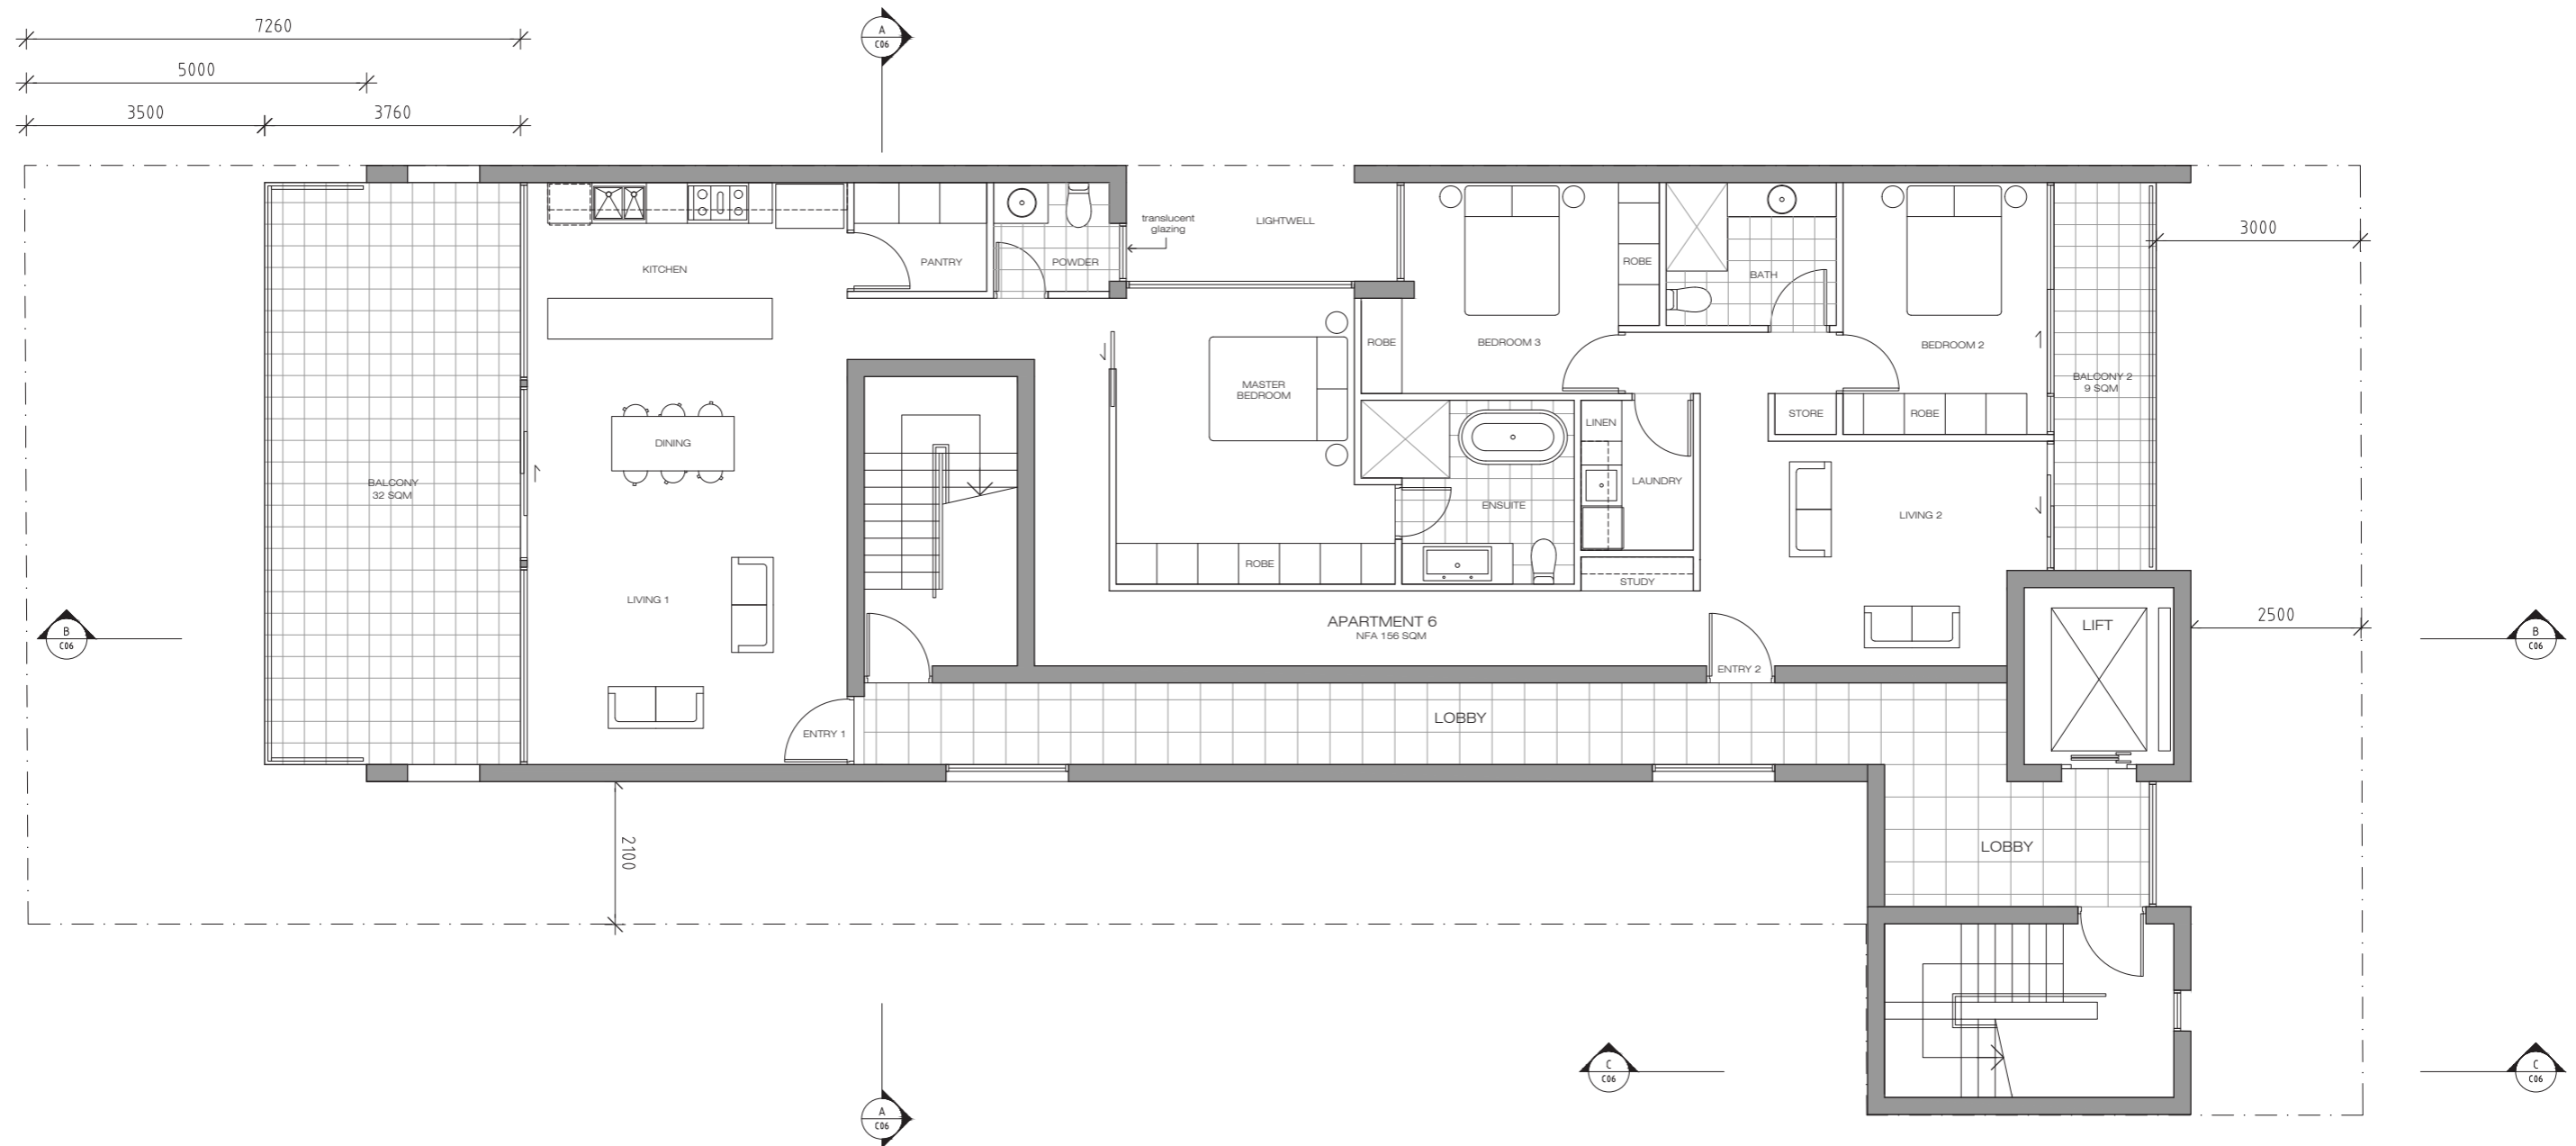 7260
A
C06
5000
3500
3760
translucent
glazing
LIGHTWELL
3000
KITCHEN
PANTRY
POWDER
ROBE
BATH
ROBE
BEDROOM 3
BEDROOM 2
MASTER
BEDROOM
BALCONY 2
9 SQM
STORE
ROBE
LINEN
DINING
BALCONY
32 SQM
LAUNDRY
ENSUITE
LIVING 2
ROBE
STUDY
LIVING 1
APARTMENT 6
NFA 156 SQM
LIFT
2500
B
C06
B
C06
ENTRY 2
ENTRY 1
LOBBY
2100
LOBBY
C
C06
C
C06
A
C06